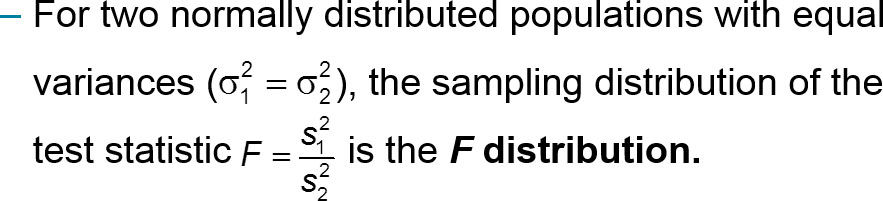 – For two normally distributed populations with equal
variances (σ₁² = σ₂²), the sampling distribution of the
test statistic F = s₁²/s₂² is the F distribution.